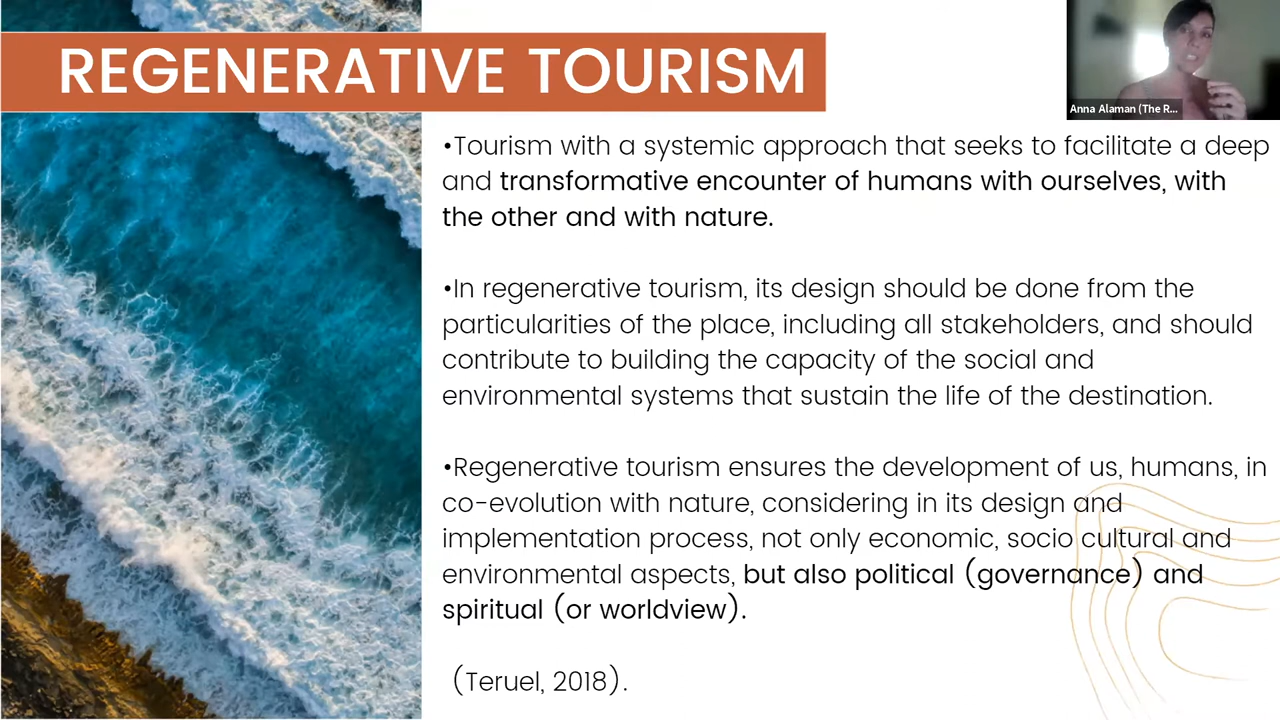 REGENERATIVE TOURISM
Anna Alaman (The R...
•Tourism with a systemic approach that seeks to facilitate a deep
and transformative encounter of humans with ourselves, with
the other and with nature.
•In regenerative tourism, its design should be done from the
particularities of the place, including all stakeholders, and should
contribute to building the capacity of the social and
environmental systems that sustain the life of the destination.
•Regenerative tourism ensures the development of us, humans, in
co-evolution with nature, considering in its design and
implementation process, not only economic, socio cultural and
environmental aspects, but also political (governance) and
spiritual (or worldview).
(Teruel, 2018).